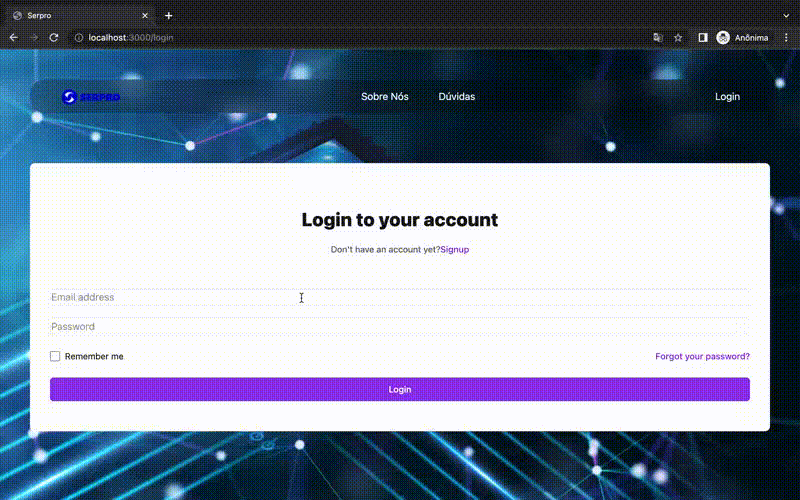 Serpro
localhost:3000/login
Anônima
SERPRO
Sobre Nós
Dúvidas
Login
Login to your account
Don't have an account yet?Signup
Email address
Password
Remember me
Forgot your password?
Login